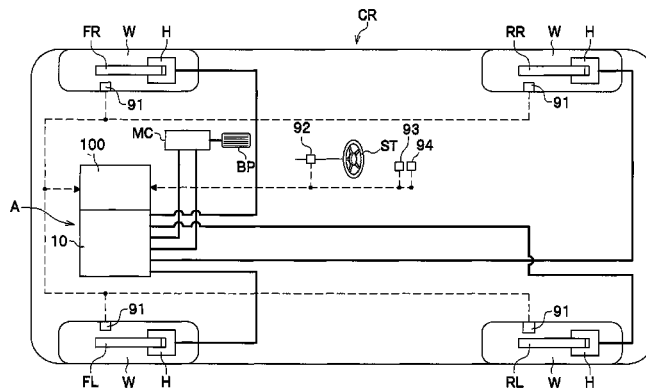 CR
FR W H
RR W H
91
91
MC
BP
92
ST
93
94
100
A
10
91
91
FL W H
RL W H